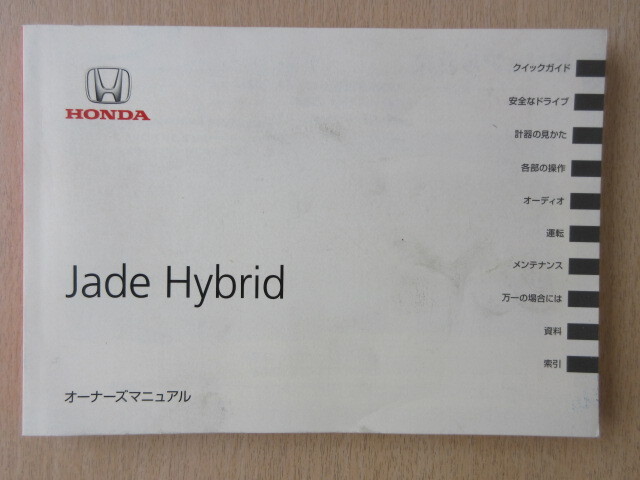 HONDA
クイックガイド
安全なドライブ
計器の見かた
各部の操作
オーディオ
運転
メンテナンス
万一の場合には
資料
索引
Jade Hybrid
オーナーズマニュアル